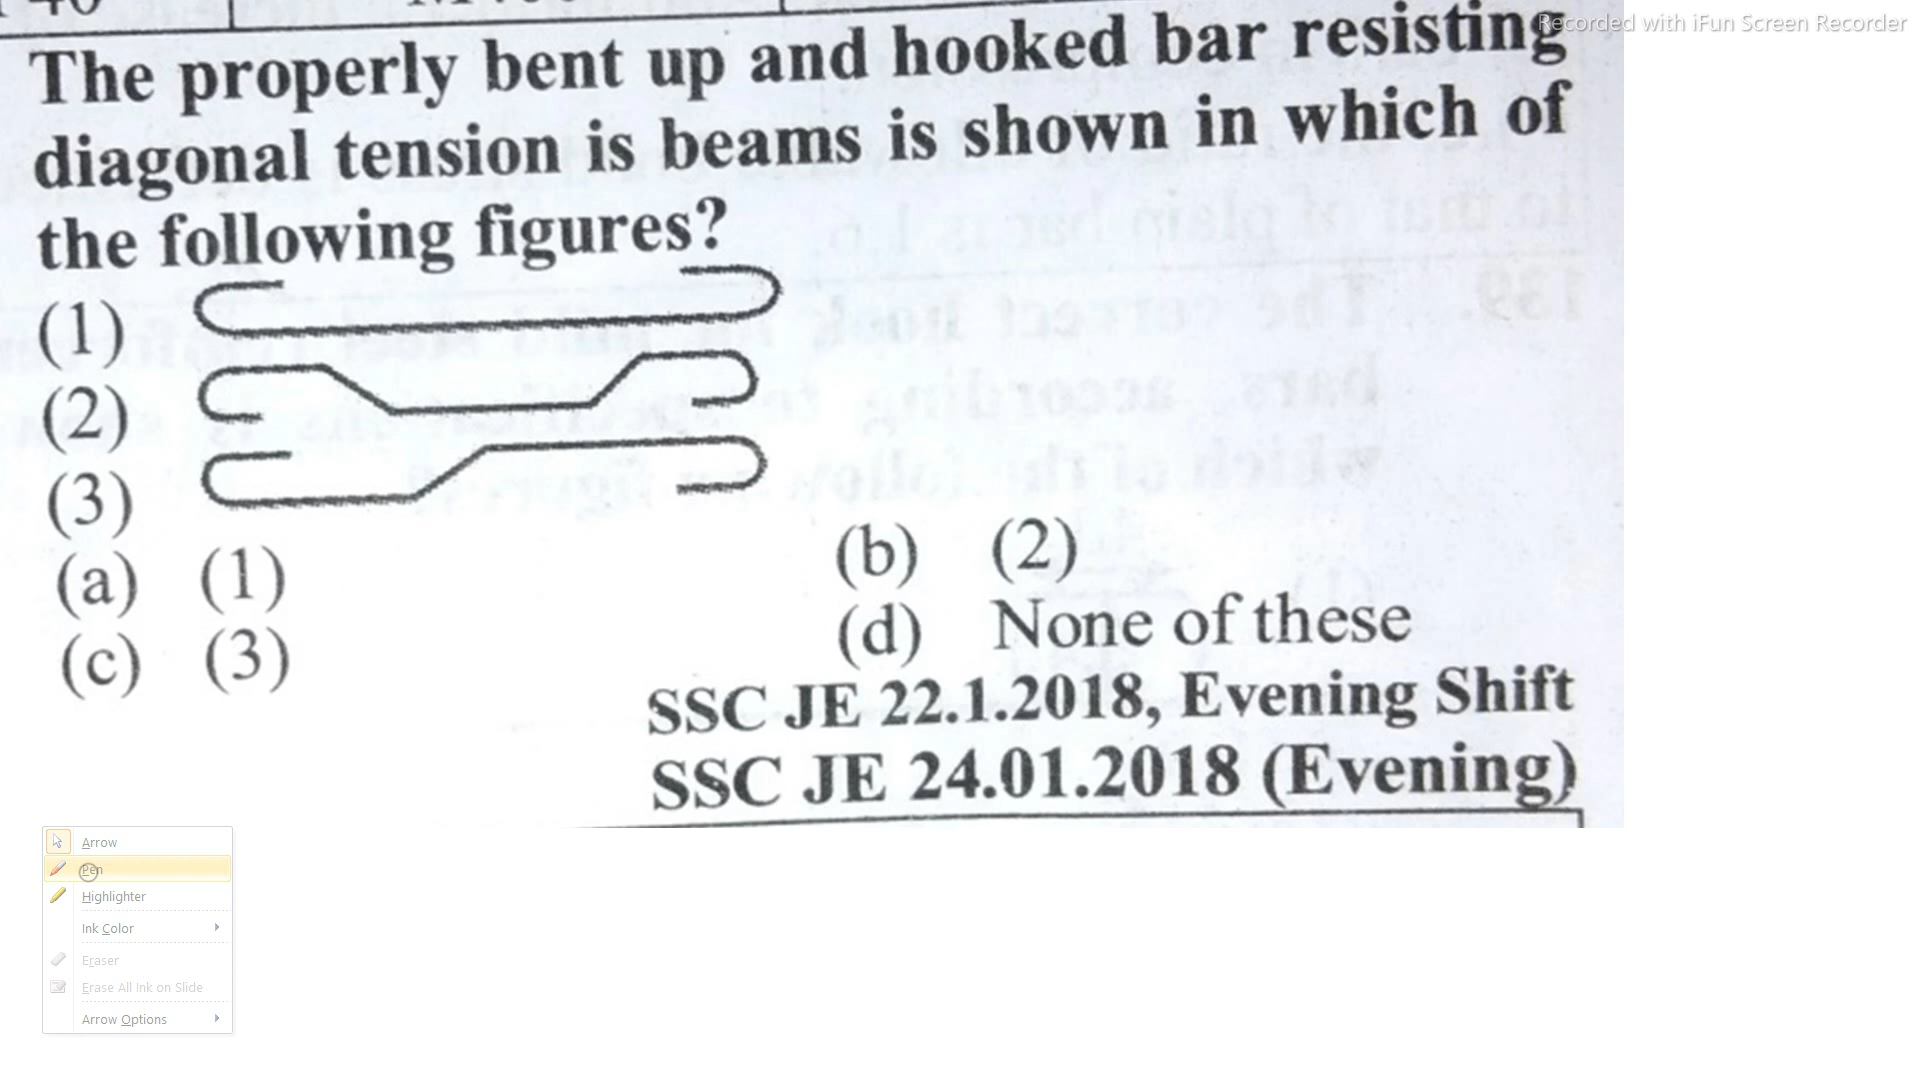 Recorded with iFun Screen Recorder
The properly bent up and hooked bar resisting
diagonal tension is beams is shown in which of
the following figures?
(1)
(2)
(3)
(a) (1)
(b) (2)
(c) (3)
(d) None of these
SSC JE 22.1.2018, Evening Shift
SSC JE 24.01.2018 (Evening)
Arrow
Pen
Highlighter
Ink Color
Eraser
Erase All Ink on Slide
Arrow Options